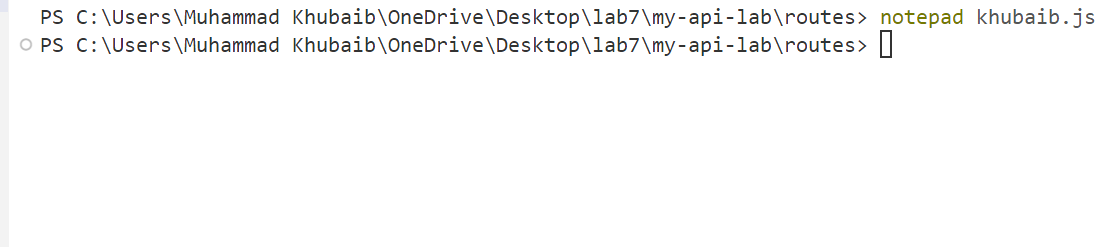 PS C:\Users\Muhammad Khubaib\OneDrive\Desktop\lab7\my-api-lab\routes> notepad khubaib.js
PS C:\Users\Muhammad Khubaib\OneDrive\Desktop\lab7\my-api-lab\routes>